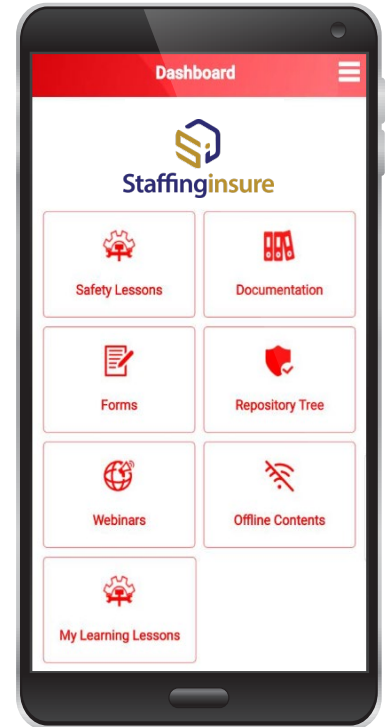 Dashboard
Staffinginsure
Safety Lessons
Documentation
Forms
Repository Tree
Webinars
Offline Contents
My Learning Lessons